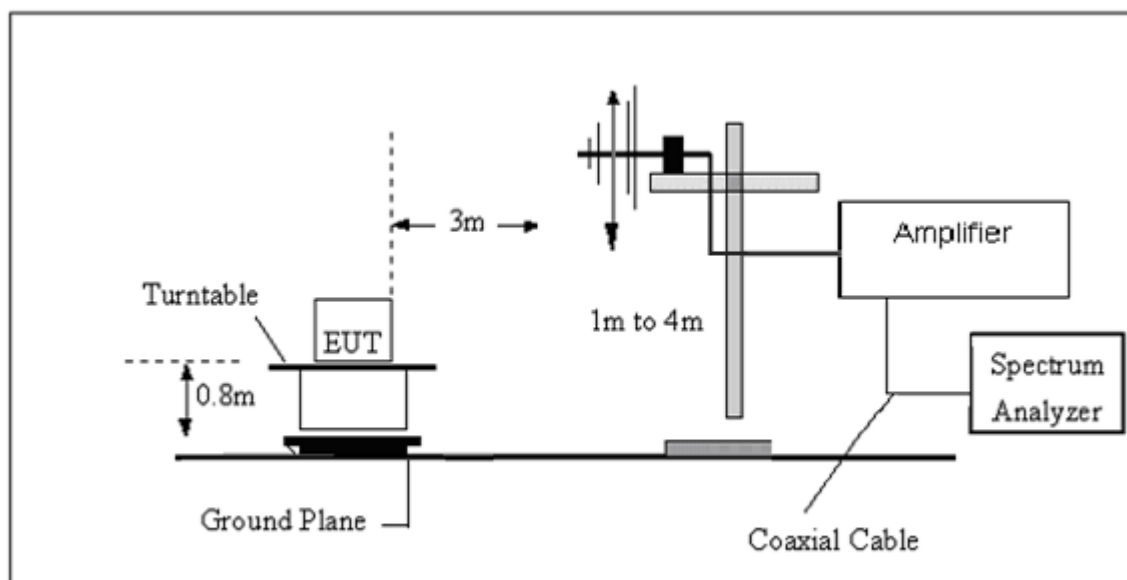 3m
Amplifier
Turntable
1m to 4m
EUT
0.8m
Spectrum
Analyzer
Ground Plane
Coaxial Cable